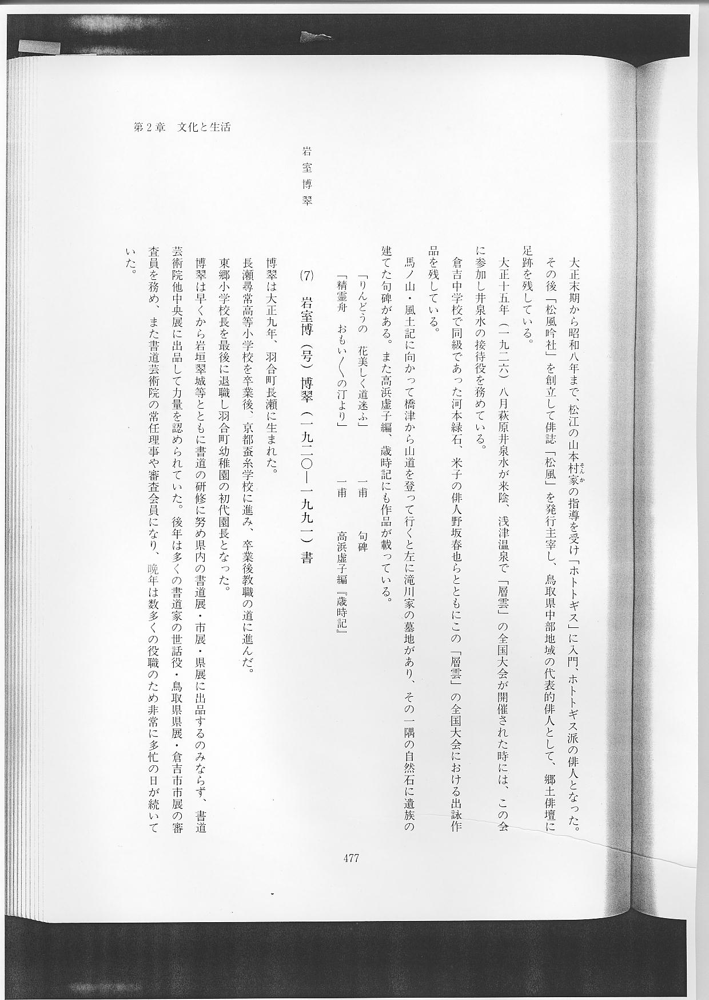 第2章　文化と生活
大正末期から昭和八年まで、松江の山本村家の指導を受け「ホトトギス」に入門、ホトトギス派の俳人となった。
そんか
その後「松風吟社」を創立して俳誌「松風」を発行主宰し、鳥取県中部地域の代表的俳人として、郷土俳壇に
足跡を残している。
大正十五年（一九二六）八月萩原井泉水が来陰、浅津温泉で「層雲」の全国大会が開催された時には、この会
に参加し井泉水の接待役を務めている。
倉吉中学校で同級であった河本緑石、米子の俳人野坂春也らとともにこの「層雲」の全国大会における出詠作
品を残している。
馬ノ山・風土記に向かって橋津から山道を登って行くと左に滝川家の墓地があり、その一隅の自然石に遺族の
建てた句碑がある。また高浜虚子編、歳時記にも作品が載っている。
「りんどうの　花美しく道迷ふ」　　一甫　　句碑
「精霊舟　おもい〱の汀より」　　一甫　　高浜虚子編『歳時記』
岩室博翠
(7)　岩室博（号）博翠（一九二〇―一九九一）書
博翠は大正九年、羽合町長瀬に生まれた。
長瀬尋常高等小学校を卒業後、京都蚕糸学校に進み、卒業後教職の道に進んだ。
東郷小学校長を最後に退職し羽合町幼稚園の初代園長となった。
博翠は早くから岩垣翠城等とともに書道の研修に努め県内の書道展・市展・県展に出品するのみならず、書道
芸術院他中央展に出品して力量を認められていた。後年は多くの書道家の世話役・鳥取県県展・倉吉市市展の審
査員を務め、また書道芸術院の常任理事や審査会員になり、晩年は数多くの役職のため非常に多忙の日が続いて
いた。
477